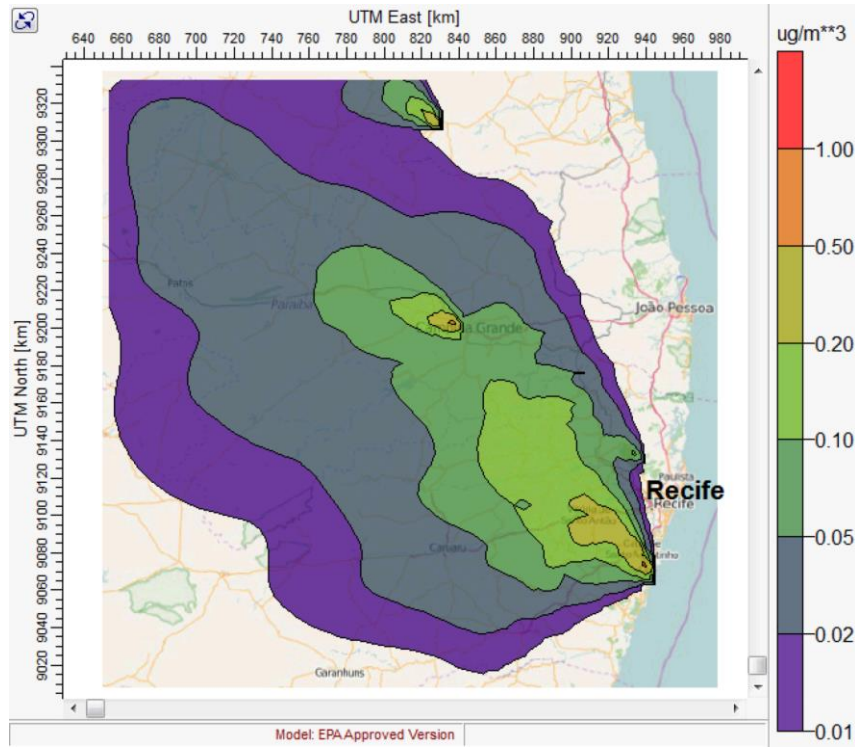 UTM East [km]
640 660 680 700 720 740 760 780 800 820 840 860 880 900 920 940 960 980
ug/m**3
UTM North [km]
9320
9300
9280
9260
9240
9220
9200
9180
9160
9140
9120
9100
9080
9060
9040
9020
1.00
0.50
0.20
0.10
0.05
0.02
0.01
Patos
Paraíba
Campina Grande
João Pessoa
Paulista
Recife
Recife
Caruaru
Garanhuns
Model: EPA Approved Version